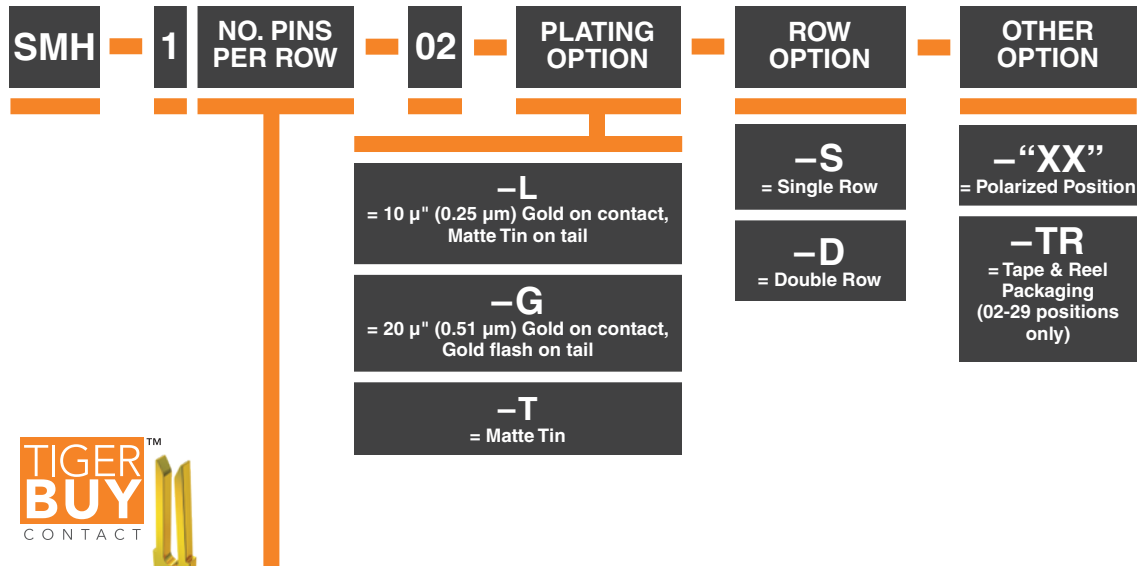 SMH
1
NO. PINS
PER ROW
02
PLATING
OPTION
ROW
OPTION
OTHER
OPTION
–L
= 10 µ" (0.25 µm) Gold on contact,
Matte Tin on tail
–G
= 20 µ" (0.51 µm) Gold on contact,
Gold flash on tail
–T
= Matte Tin
–S
= Single Row
–D
= Double Row
–“XX”
= Polarized Position
–TR
= Tape & Reel
Packaging
(02-29 positions
only)
TIGER™
BUY
CONTACT